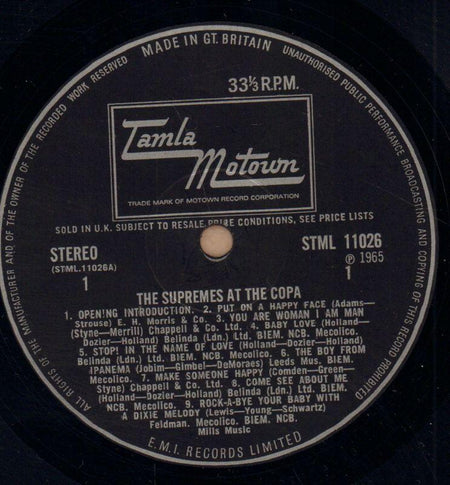 MADE IN GT. BRITAIN
ALL RIGHTS OF THE MANUFACTURER AND OF THE OWNER OF THE RECORDED WORK RESERVED
UNAUTHORISED PUBLIC PERFORMANCE BROADCASTING AND COPYING OF THIS RECORD PROHIBITED
33⅓ R.P.M.
Tamla
Motown
TRADE MARK OF MOTOWN RECORD CORPORATION
SOLD IN U.K. SUBJECT TO RESALE PRICE CONDITIONS, SEE PRICE LISTS
STEREO
(STML.11026A)
1
STML 11026
Ⓟ 1965
1
THE SUPREMES AT THE COPA
1. OPENING INTRODUCTION. 2. PUT ON A HAPPY FACE (Adams—
Strouse) E. H. Morris & Co. 3. YOU ARE WOMAN I AM MAN
(Styne—Merrill) Chappell & Co. Ltd. 4. BABY LOVE (Holland—
Dozier—Holland) Belinda (Ldn.) Ltd. BIEM. NCB. Mecolico.
5. STOP! IN THE NAME OF LOVE (Holland—Dozier—Holland)
Belinda (Ldn.) Ltd. BIEM. NCB. Mecolico. 6. THE BOY FROM
IPANEMA (Jobim—Gimbel—DeMoraes) Leeds Mus. BIEM.
Mecolico. 7. MAKE SOMEONE HAPPY (Comden—Green—
Styne) Chappell & Co. Ltd. 8. COME SEE ABOUT ME
(Holland—Dozier—Holland) Belinda (Ldn.) Ltd. BIEM.
NCB. Mecolico. 9. ROCK-A-BYE YOUR BABY WITH
A DIXIE MELODY (Lewis—Young—Schwartz)
Feldman. Mecolico. BIEM. NCB.
Mills Music
E.M.I. RECORDS LIMITED